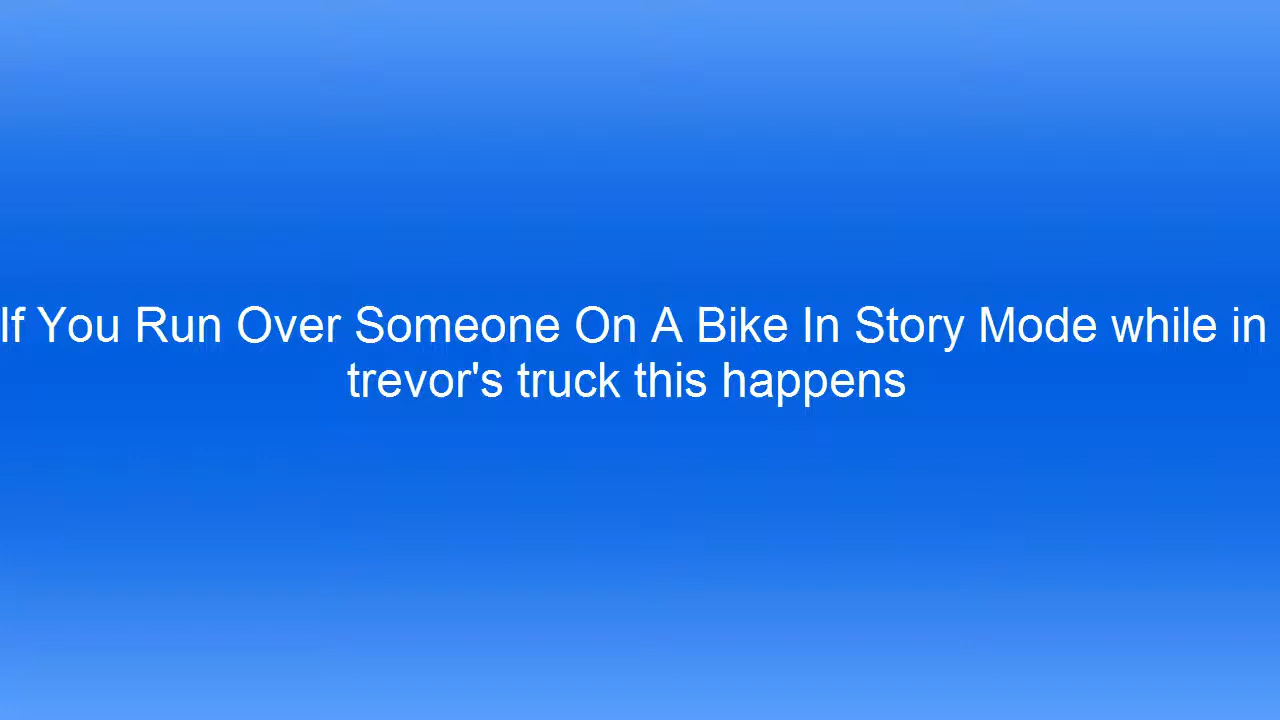 If You Run Over Someone On A Bike In Story Mode while in
trevor's truck this happens